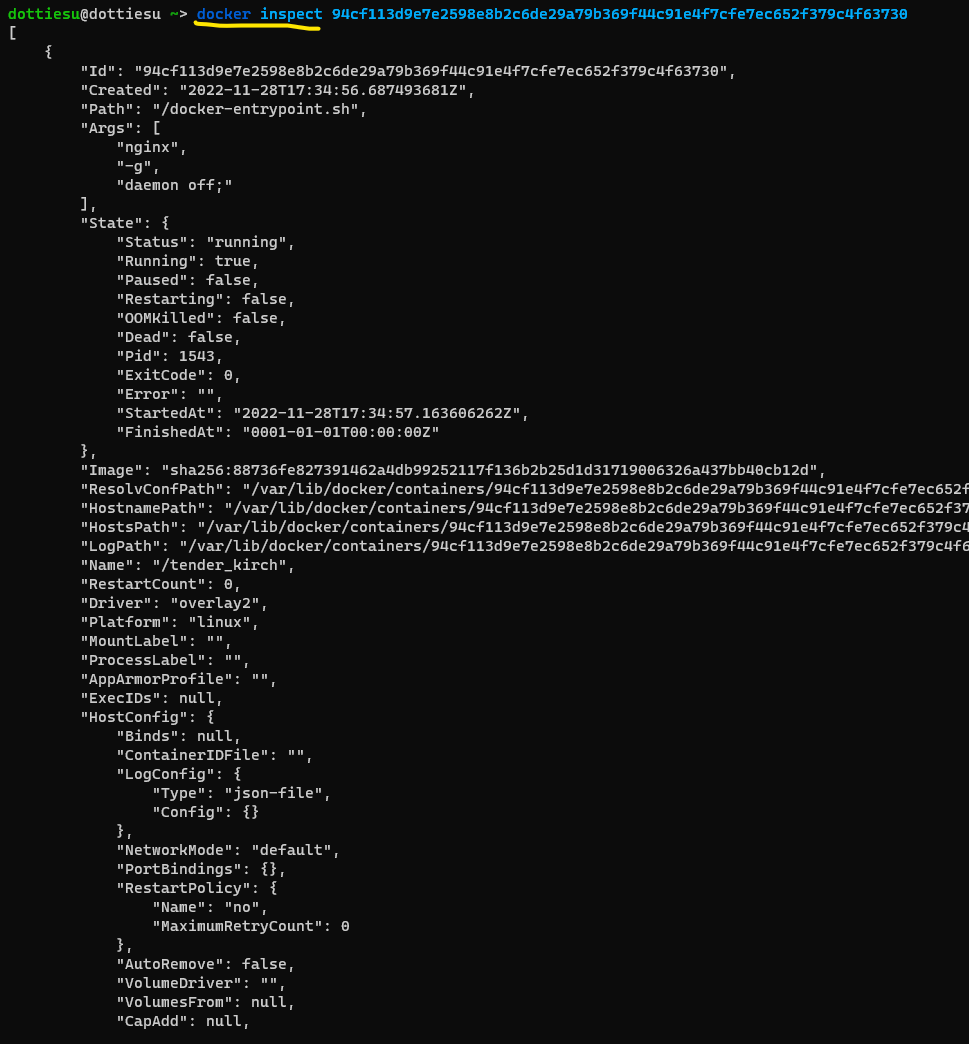 dottiesu@dottiesu ~> docker inspect 94cf113d9e7e2598e8b2c6de29a79b369f44c91e4f7cfe7ec652f379c4f63730
[
    {
        "Id": "94cf113d9e7e2598e8b2c6de29a79b369f44c91e4f7cfe7ec652f379c4f63730",
        "Created": "2022-11-28T17:34:56.687493681Z",
        "Path": "/docker-entrypoint.sh",
        "Args": [
            "nginx",
            "-g",
            "daemon off;"
        ],
        "State": {
            "Status": "running",
            "Running": true,
            "Paused": false,
            "Restarting": false,
            "OOMKilled": false,
            "Dead": false,
            "Pid": 1543,
            "ExitCode": 0,
            "Error": "",
            "StartedAt": "2022-11-28T17:34:57.163606262Z",
            "FinishedAt": "0001-01-01T00:00:00Z"
        },
        "Image": "sha256:88736fe827391462a4db99252117f136b2b25d1d31719006326a437bb40cb12d",
        "ResolvConfPath": "/var/lib/docker/containers/94cf113d9e7e2598e8b2c6de29a79b369f44c91e4f7cfe7ec652f
        "HostnamePath": "/var/lib/docker/containers/94cf113d9e7e2598e8b2c6de29a79b369f44c91e4f7cfe7ec652f37
        "HostsPath": "/var/lib/docker/containers/94cf113d9e7e2598e8b2c6de29a79b369f44c91e4f7cfe7ec652f379c4
        "LogPath": "/var/lib/docker/containers/94cf113d9e7e2598e8b2c6de29a79b369f44c91e4f7cfe7ec652f379c4f6
        "Name": "/tender_kirch",
        "RestartCount": 0,
        "Driver": "overlay2",
        "Platform": "linux",
        "MountLabel": "",
        "ProcessLabel": "",
        "AppArmorProfile": "",
        "ExecIDs": null,
        "HostConfig": {
            "Binds": null,
            "ContainerIDFile": "",
            "LogConfig": {
                "Type": "json-file",
                "Config": {}
            },
            "NetworkMode": "default",
            "PortBindings": {},
            "RestartPolicy": {
                "Name": "no",
                "MaximumRetryCount": 0
            },
            "AutoRemove": false,
            "VolumeDriver": "",
            "VolumesFrom": null,
            "CapAdd": null,